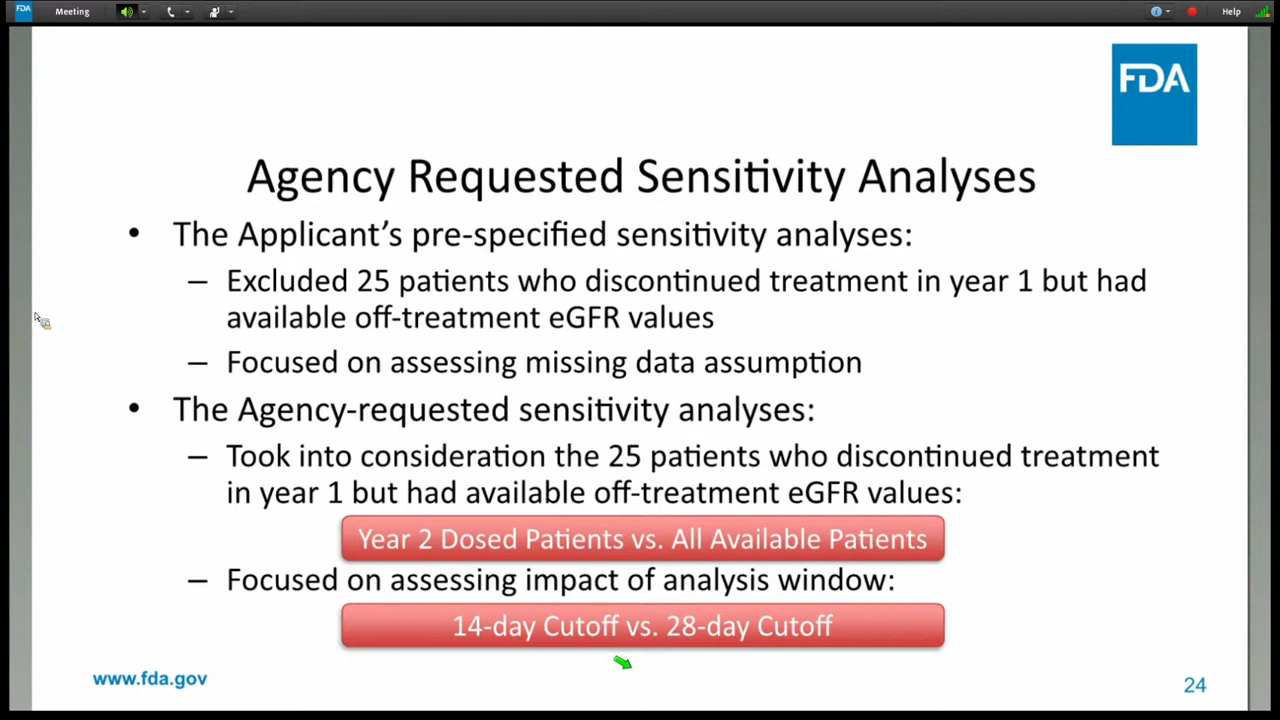 FDA
Meeting
Help
FDA
Agency Requested Sensitivity Analyses
• The Applicant’s pre-specified sensitivity analyses:
– Excluded 25 patients who discontinued treatment in year 1 but had
available off-treatment eGFR values
– Focused on assessing missing data assumption
• The Agency-requested sensitivity analyses:
– Took into consideration the 25 patients who discontinued treatment
in year 1 but had available off-treatment eGFR values:
Year 2 Dosed Patients vs. All Available Patients
– Focused on assessing impact of analysis window:
14-day Cutoff vs. 28-day Cutoff
www.fda.gov
24